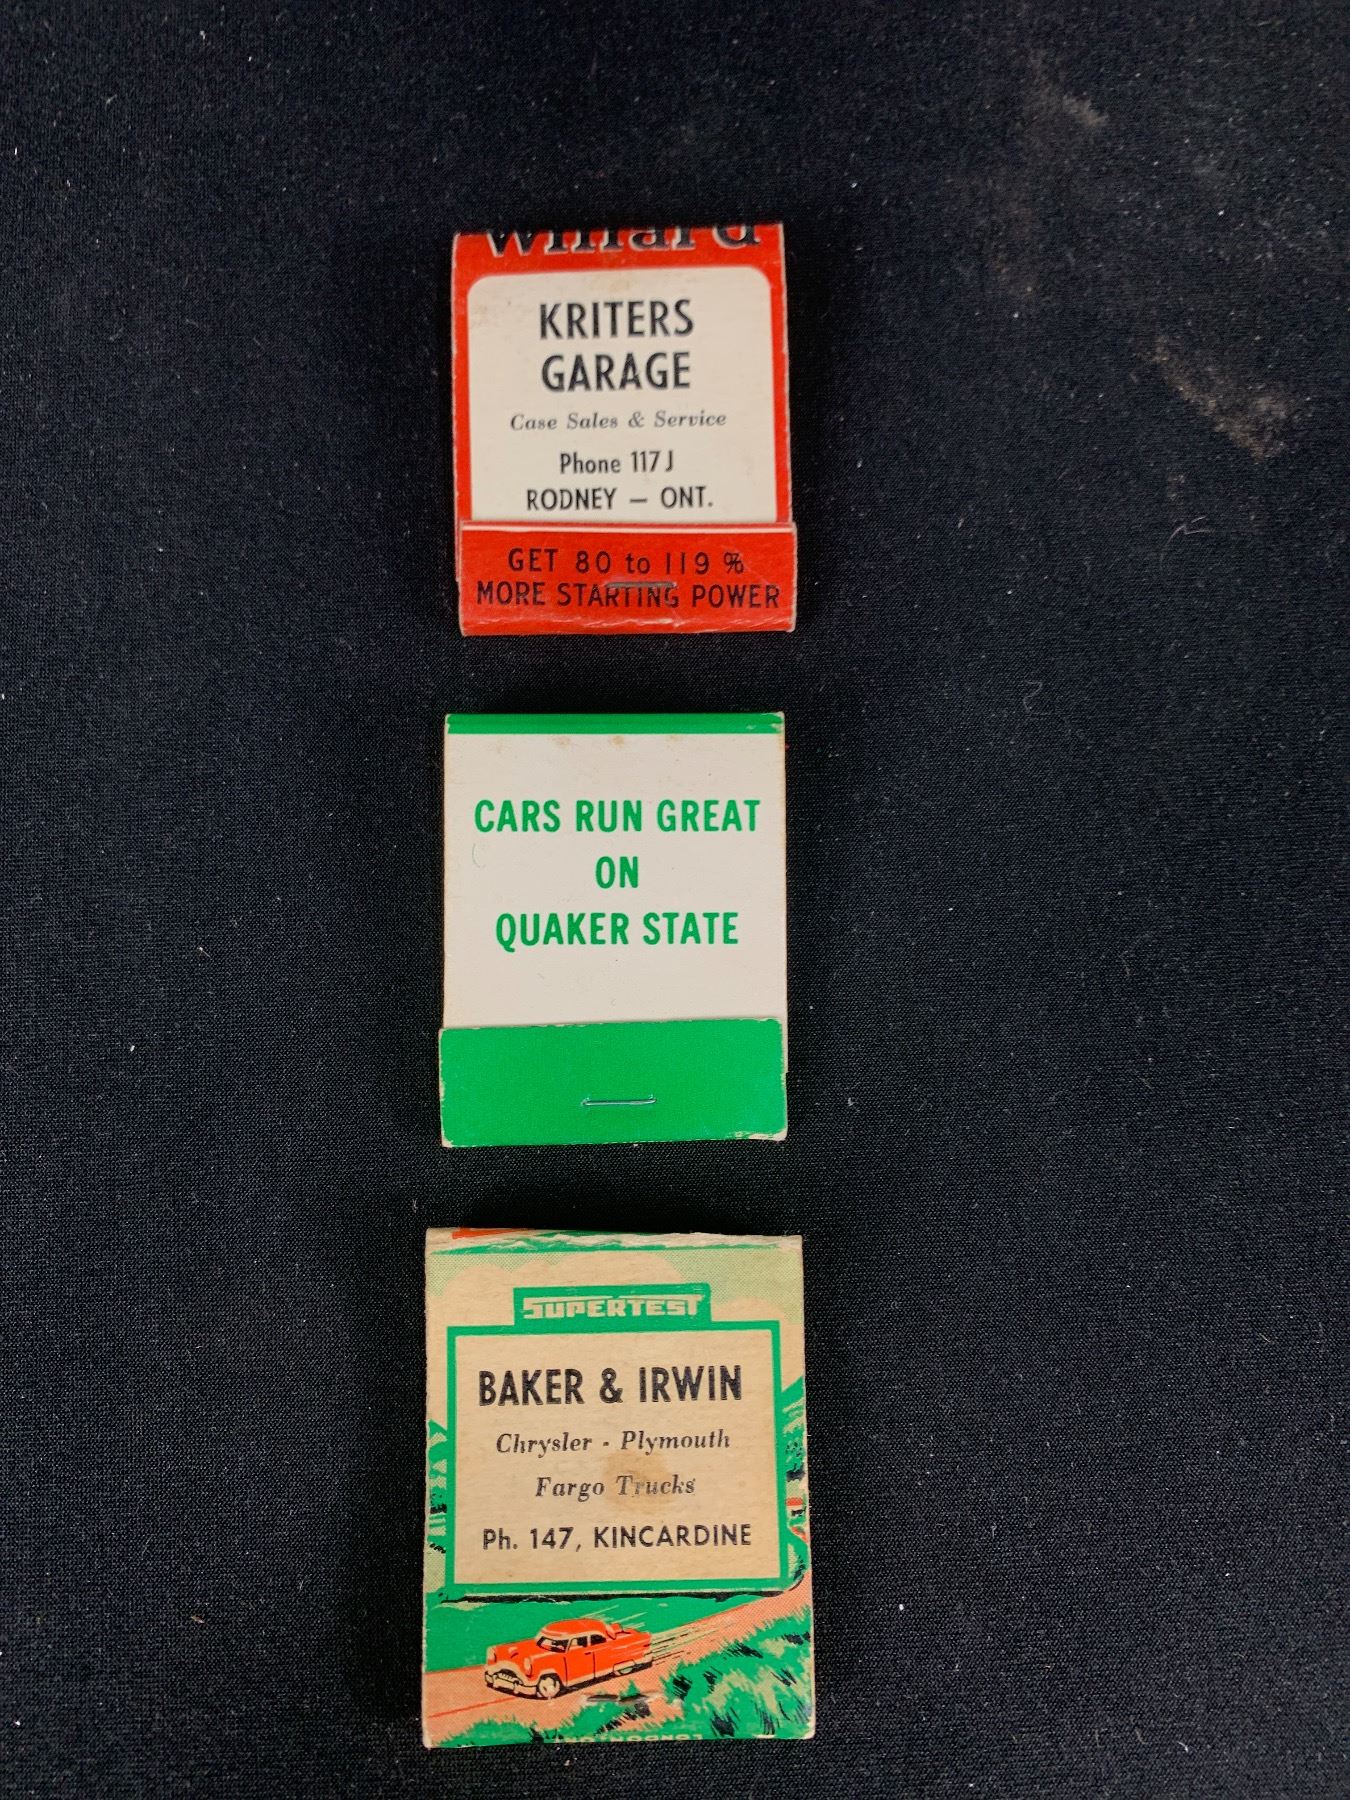 Willard
KRITERS
GARAGE
Case Sales & Service
Phone 117 J
RODNEY — ONT.
GET 80 to 119 %
MORE STARTING POWER
CARS RUN GREAT
ON
QUAKER STATE
SUPERTEST
BAKER & IRWIN
Chrysler - Plymouth
Fargo Trucks
Ph. 147, KINCARDINE